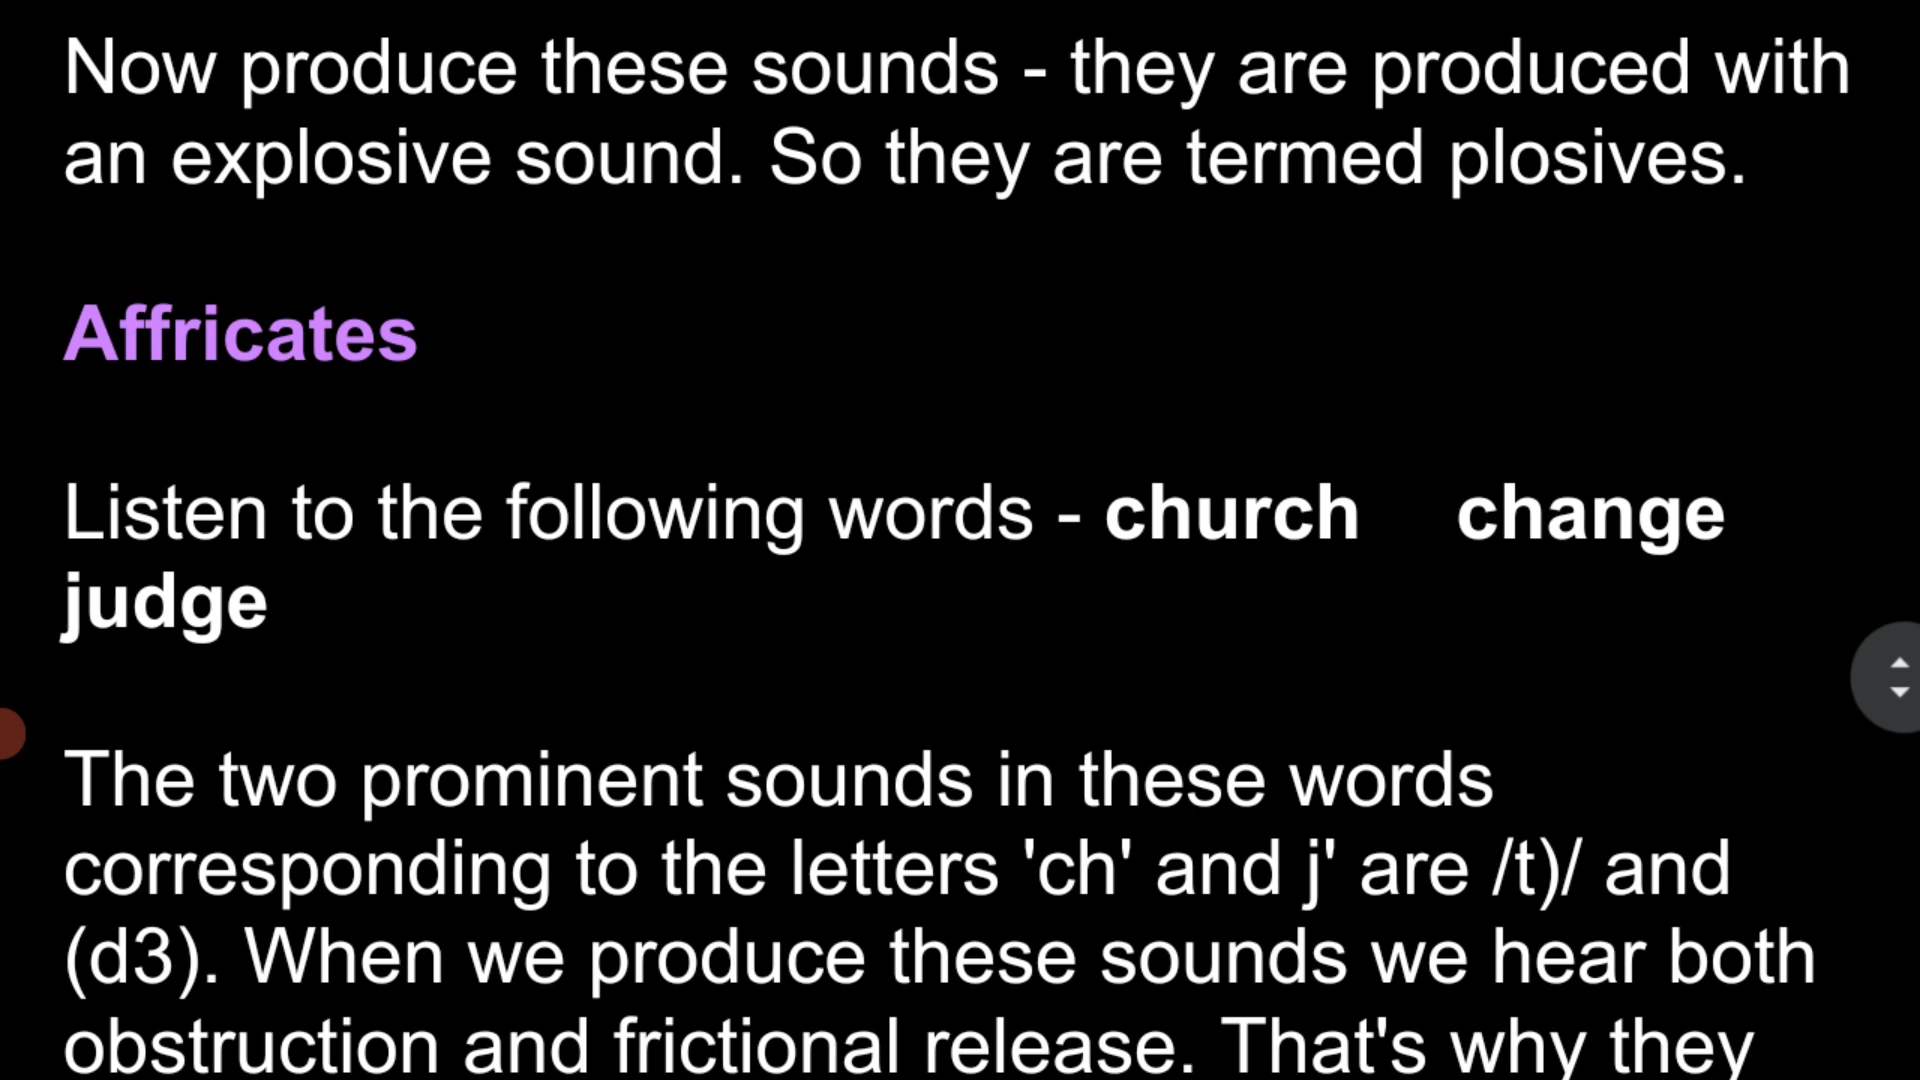 Now produce these sounds - they are produced with
an explosive sound. So they are termed plosives.
Affricates
Listen to the following words - church change
judge
The two prominent sounds in these words
corresponding to the letters 'ch' and j' are /t)/ and
(d3). When we produce these sounds we hear both
obstruction and frictional release. That's why they